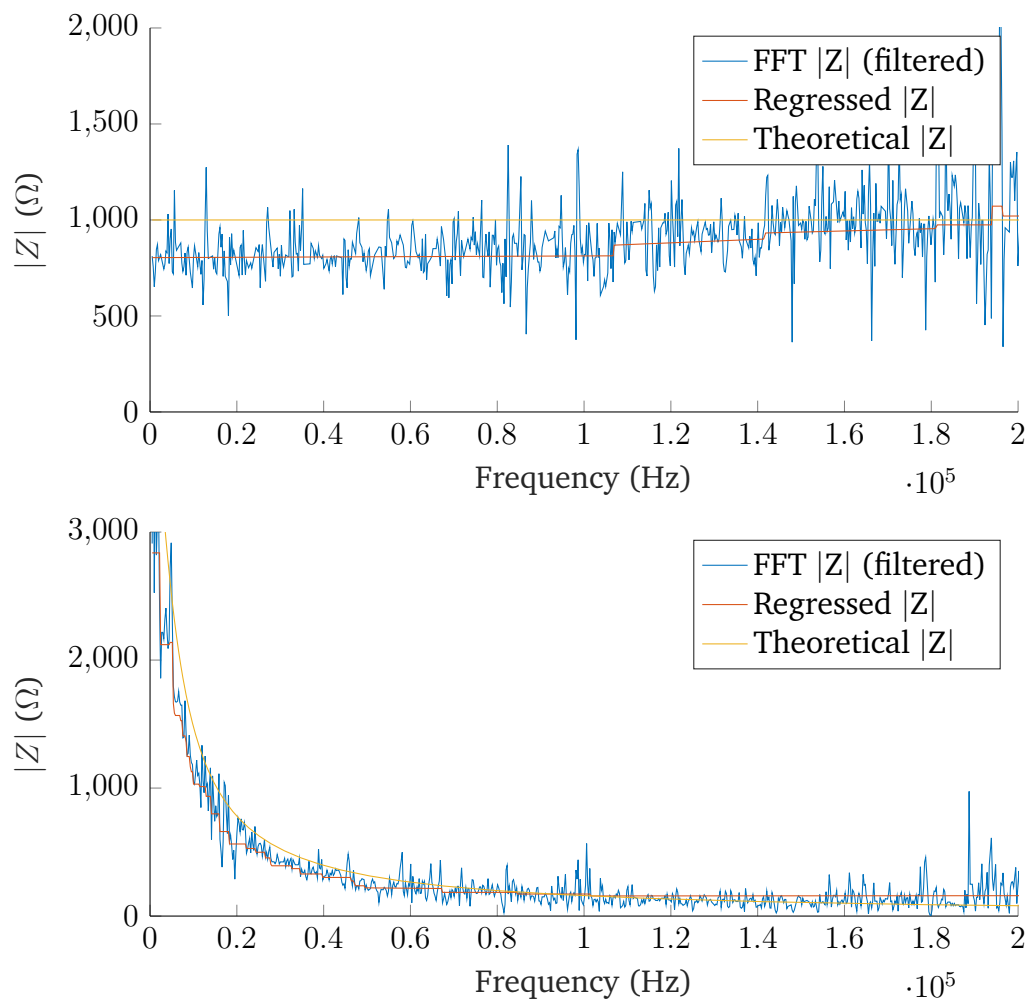 2,000
1,500
1,000
500
0
|Z| (Ω)
FFT |Z| (filtered)
Regressed |Z|
Theoretical |Z|
0 0.2 0.4 0.6 0.8 1 1.2 1.4 1.6 1.8 2
Frequency (Hz)
·10⁵
3,000
2,000
1,000
0
|Z| (Ω)
FFT |Z| (filtered)
Regressed |Z|
Theoretical |Z|
0 0.2 0.4 0.6 0.8 1 1.2 1.4 1.6 1.8 2
Frequency (Hz)
·10⁵